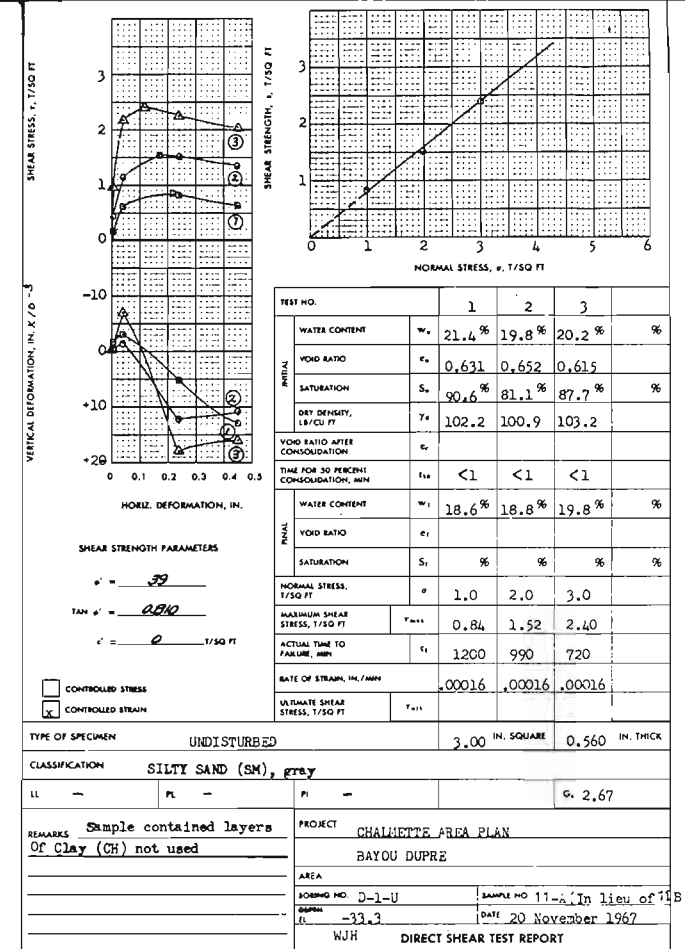 SHEAR STRESS, τ, T/SQ FT
3
2
1
0
③
②
①
SHEAR STRENGTH, s, T/SQ FT
3
2
1
0 1 2 3 4 5 6
NORMAL STRESS, σ, T/SQ FT
VERTICAL DEFORMATION, IN. X 10 -3
-10
0
+10
+20
②
①
③
0 0.1 0.2 0.3 0.4 0.5
HORIZ. DEFORMATION, IN.
SHEAR STRENGTH PARAMETERS
φ' = 39
TAN φ' = 0.810
c' = 0 T/SQ FT
CONTROLLED STRESS
X CONTROLLED STRAIN
TEST NO. 1 2 3
INITIAL
WATER CONTENT w₀ 21.4 % 19.8 % 20.2 % %
VOID RATIO e₀ 0.631 0.652 0.615
SATURATION S₀ 90.6 % 81.1 % 87.7 % %
DRY DENSITY, LB/CU FT γd 102.2 100.9 103.2
VOID RATIO AFTER CONSOLIDATION ec
TIME FOR 50 PERCENT CONSOLIDATION, MIN t50 <1 <1 <1
FINAL
WATER CONTENT wf 18.6 % 18.8 % 19.8 % %
VOID RATIO ef
SATURATION Sf % % % %
NORMAL STRESS, T/SQ FT σ 1.0 2.0 3.0
MAXIMUM SHEAR STRESS, T/SQ FT τmax 0.84 1.52 2.40
ACTUAL TIME TO FAILURE, MIN tf 1200 990 720
RATE OF STRAIN, IN./MIN .00016 .00016 .00016
ULTIMATE SHEAR STRESS, T/SQ FT τult
TYPE OF SPECIMEN UNDISTURBED 3.00 IN. SQUARE 0.560 IN. THICK
CLASSIFICATION SILTY SAND (SM), gray
LL - PL - PI - Gs 2.67
REMARKS Sample contained layers
Of Clay (CH) not used
PROJECT CHALMETTE AREA PLAN
BAYOU DUPRE
AREA
BORING NO. D-1-U SAMPLE NO 11-A (In lieu of 11B
DEPTH EL -33.3 DATE 20 November 1967
WJH DIRECT SHEAR TEST REPORT